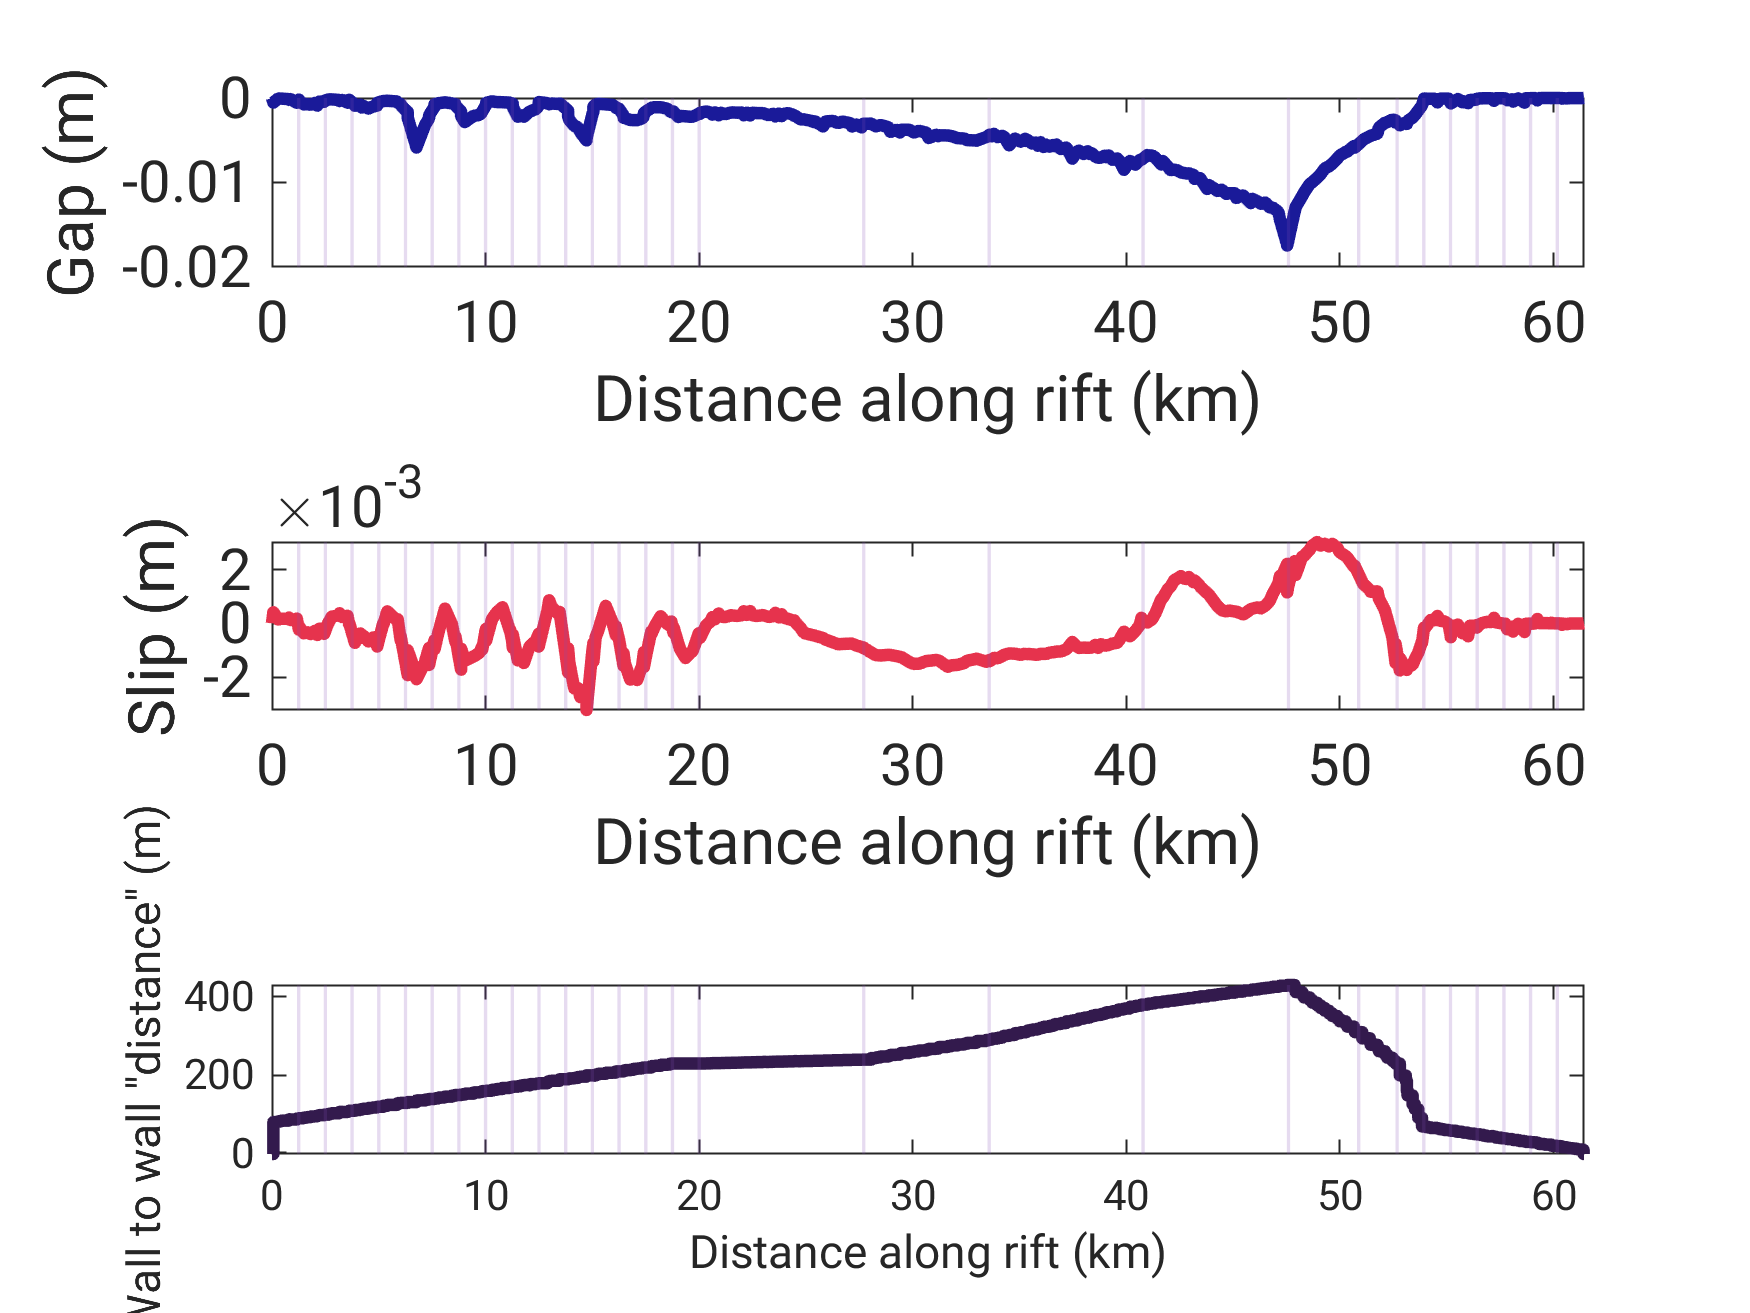 Gap (m)
0
-0.01
-0.02
0 10 20 30 40 50 60
Distance along rift (km)
×10-3
Slip (m)
2
0
-2
0 10 20 30 40 50 60
Distance along rift (km)
to wall "distance" (m)
400
200
0
0 10 20 30 40 50 60
Distance along rift (km)